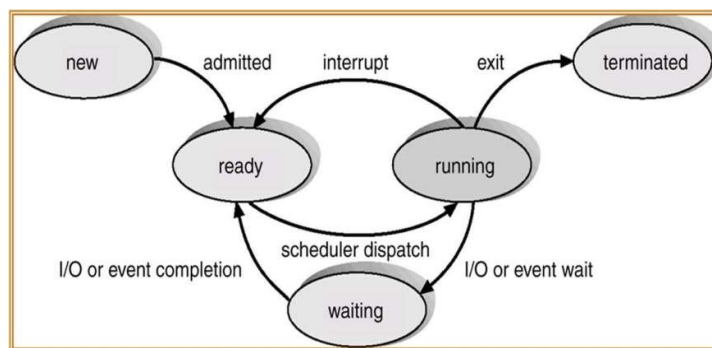 new
admitted
interrupt
exit
terminated
ready
running
scheduler dispatch
I/O or event completion
I/O or event wait
waiting